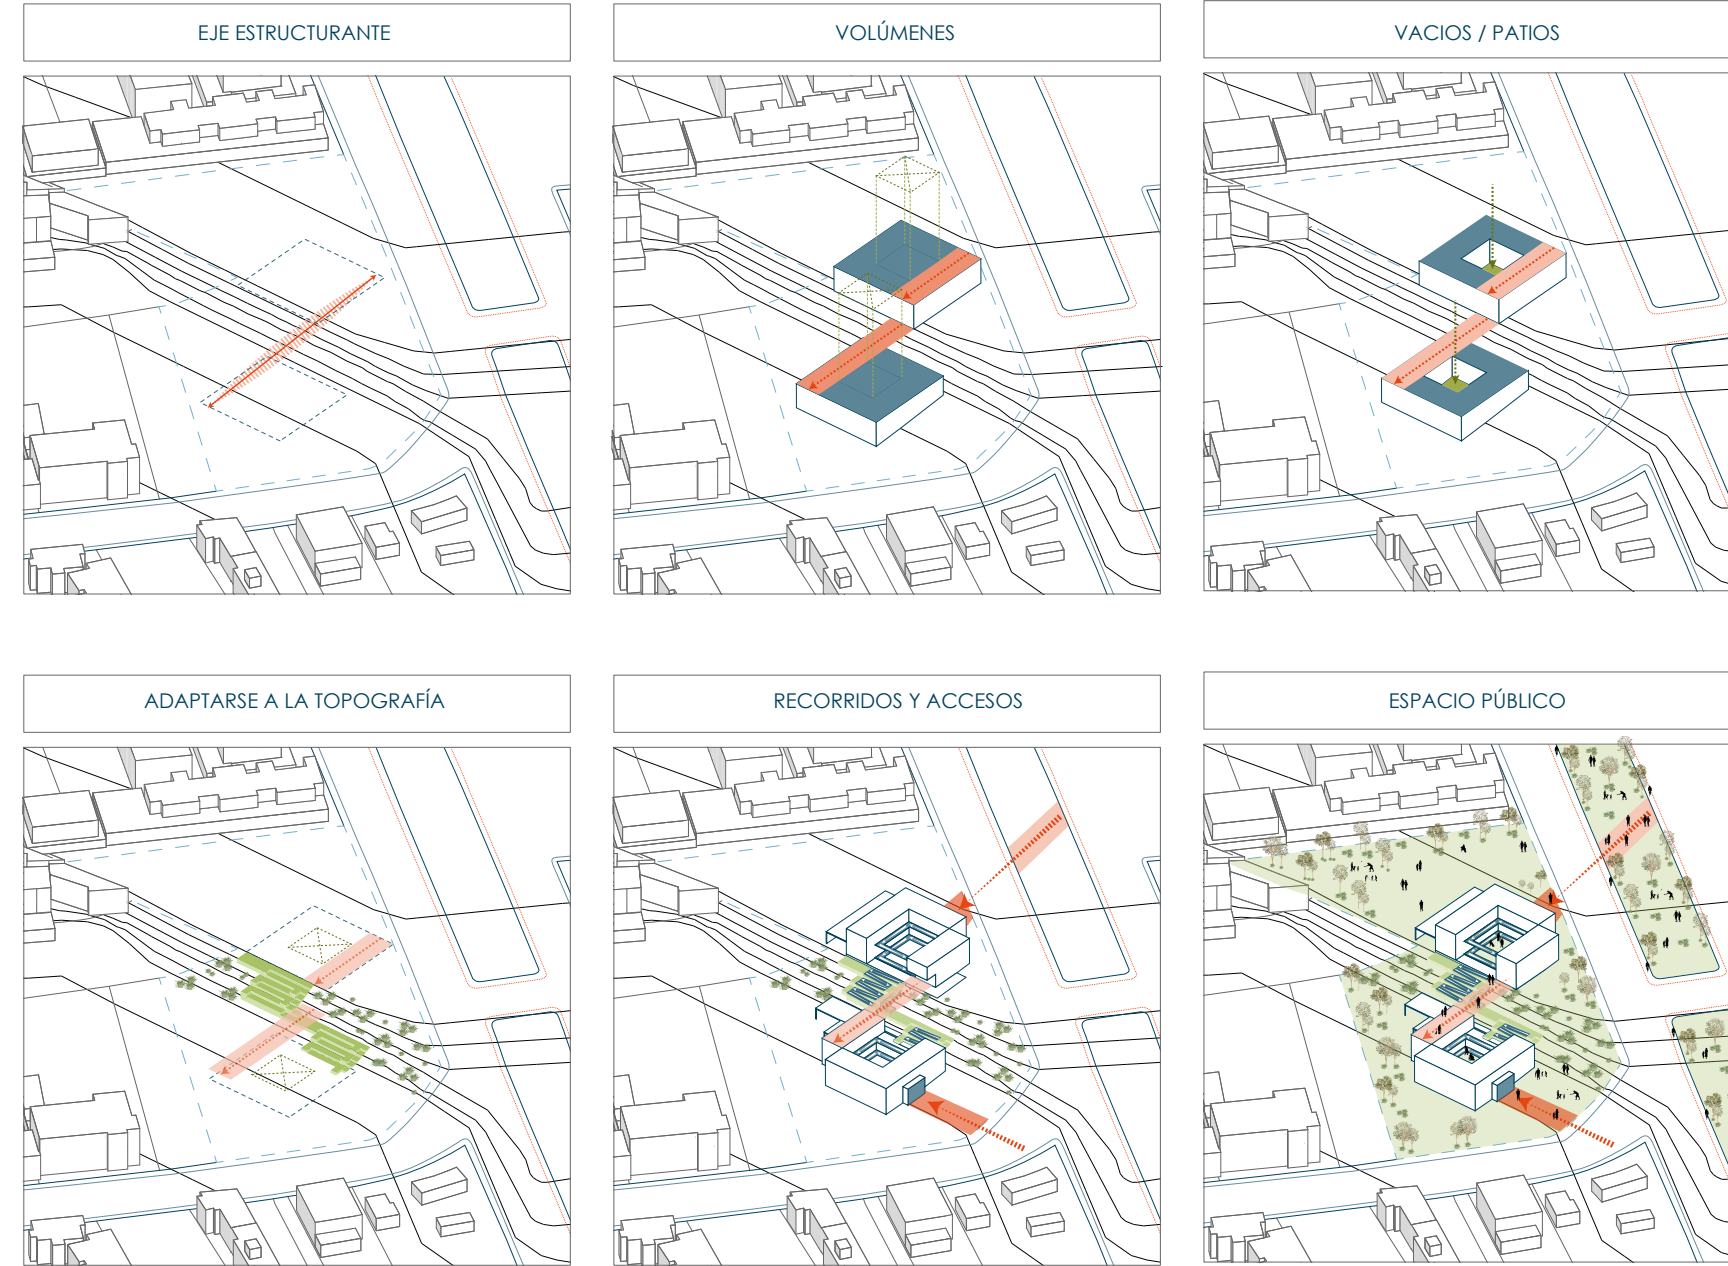 EJE ESTRUCTURANTE
VOLÚMENES
VACIOS / PATIOS
ADAPTARSE A LA TOPOGRAFÍA
RECORRIDOS Y ACCESOS
ESPACIO PÚBLICO